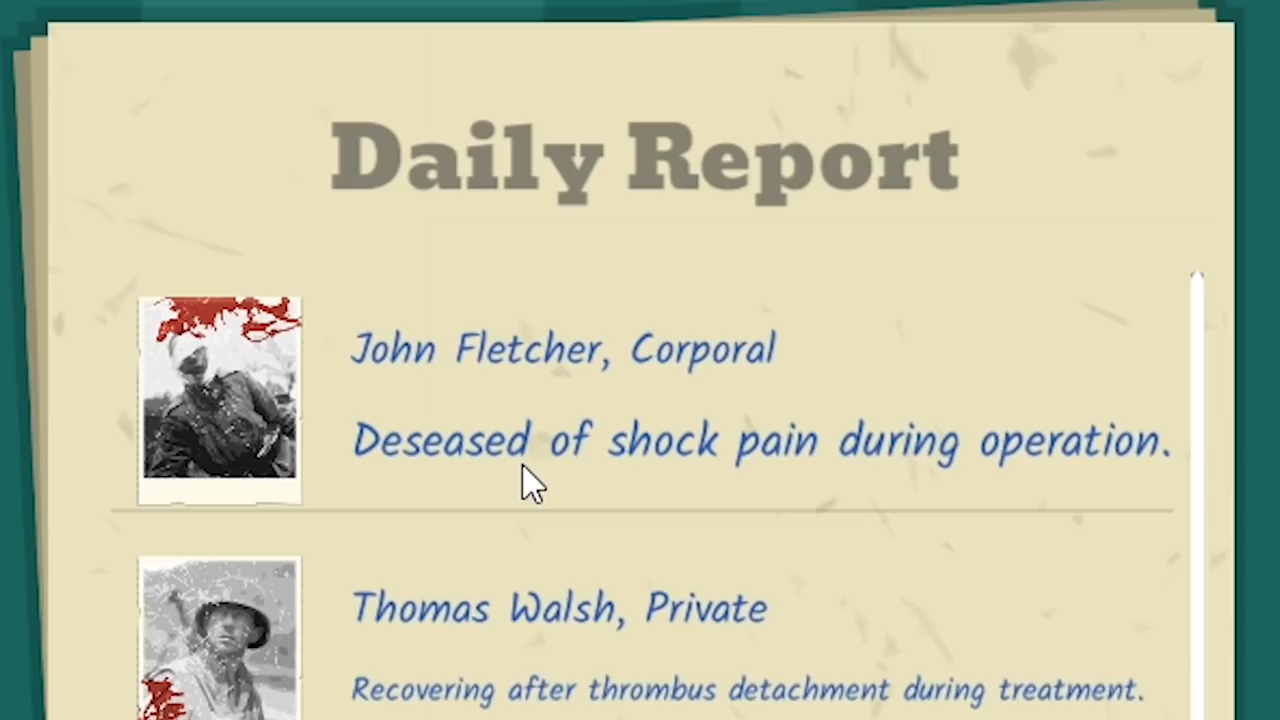 Daily Report
John Fletcher, Corporal
Deseased of shock pain during operation.
Thomas Walsh, Private
Recovering after thrombus detachment during treatment.